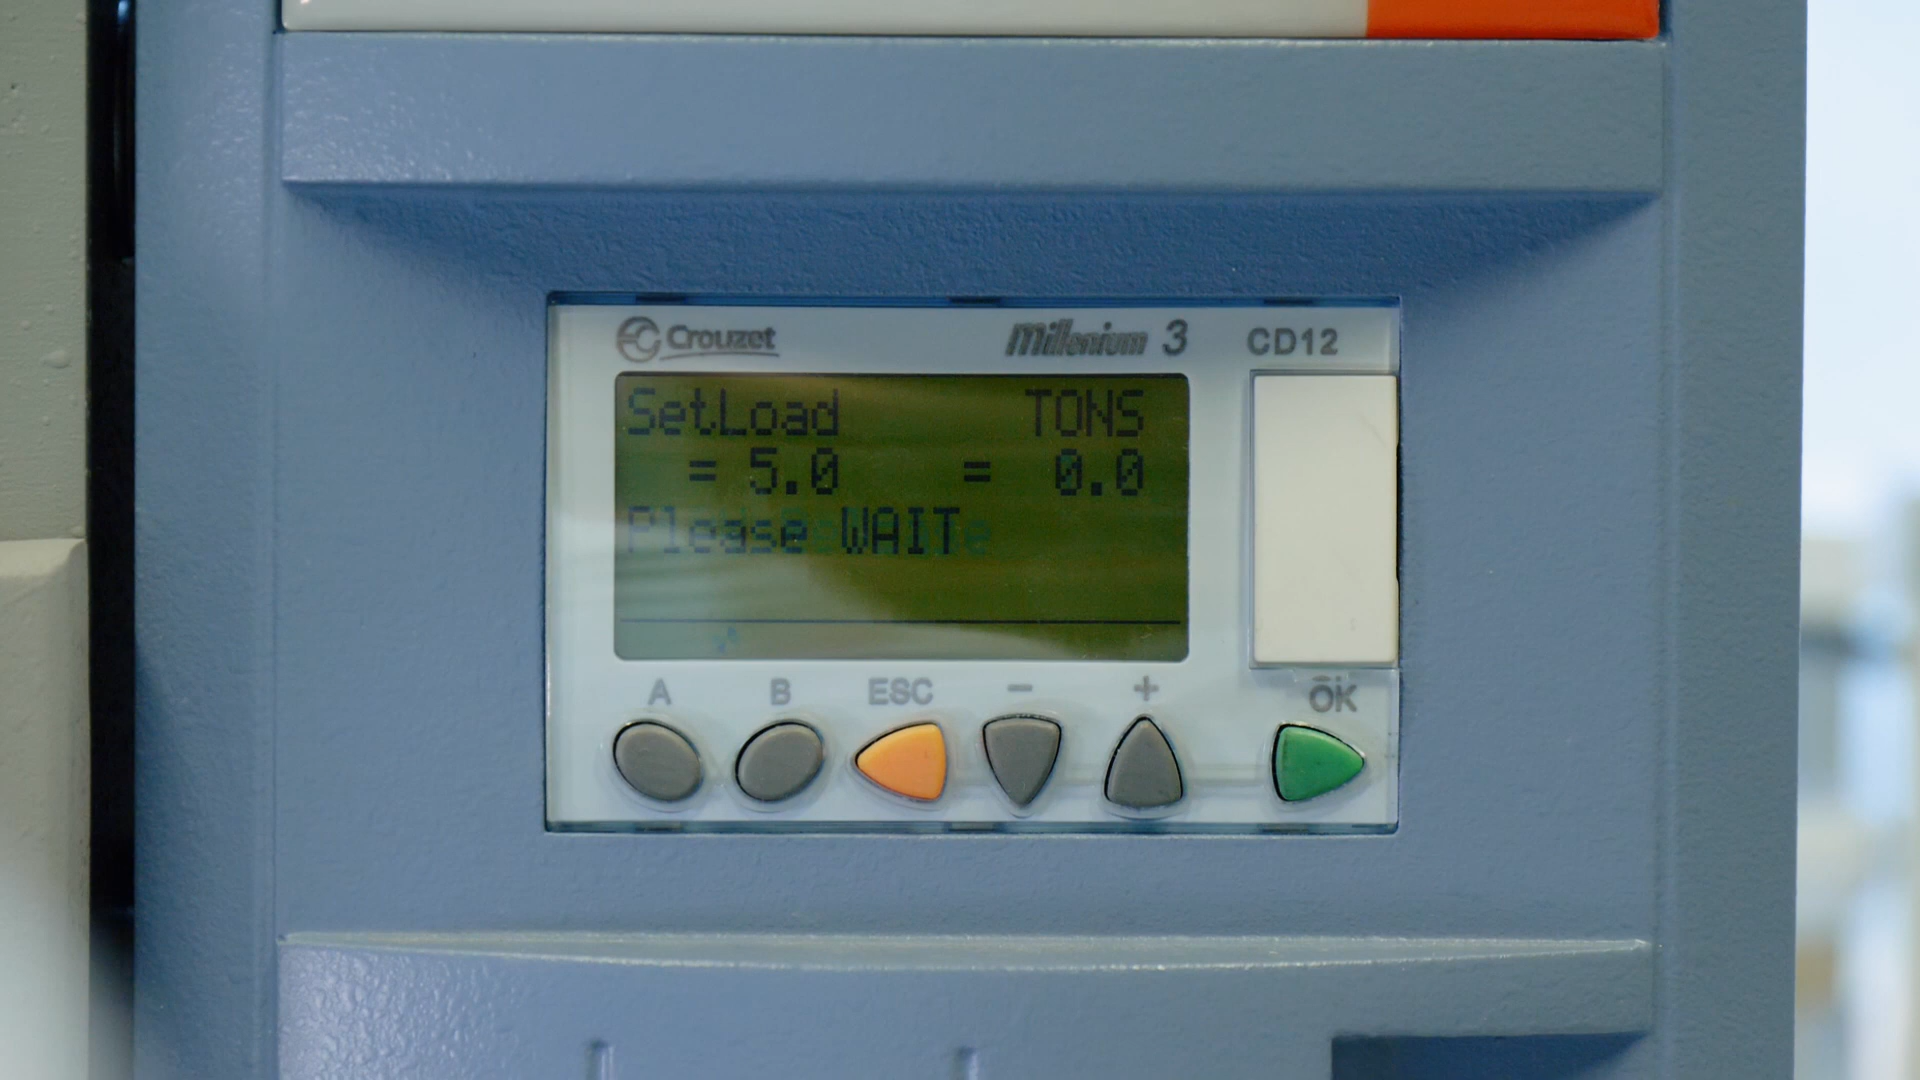 Crouzet Millenium 3 CD12
SetLoad TONS
= 5.0 = 0.0
Please WAIT
A B ESC − + OK